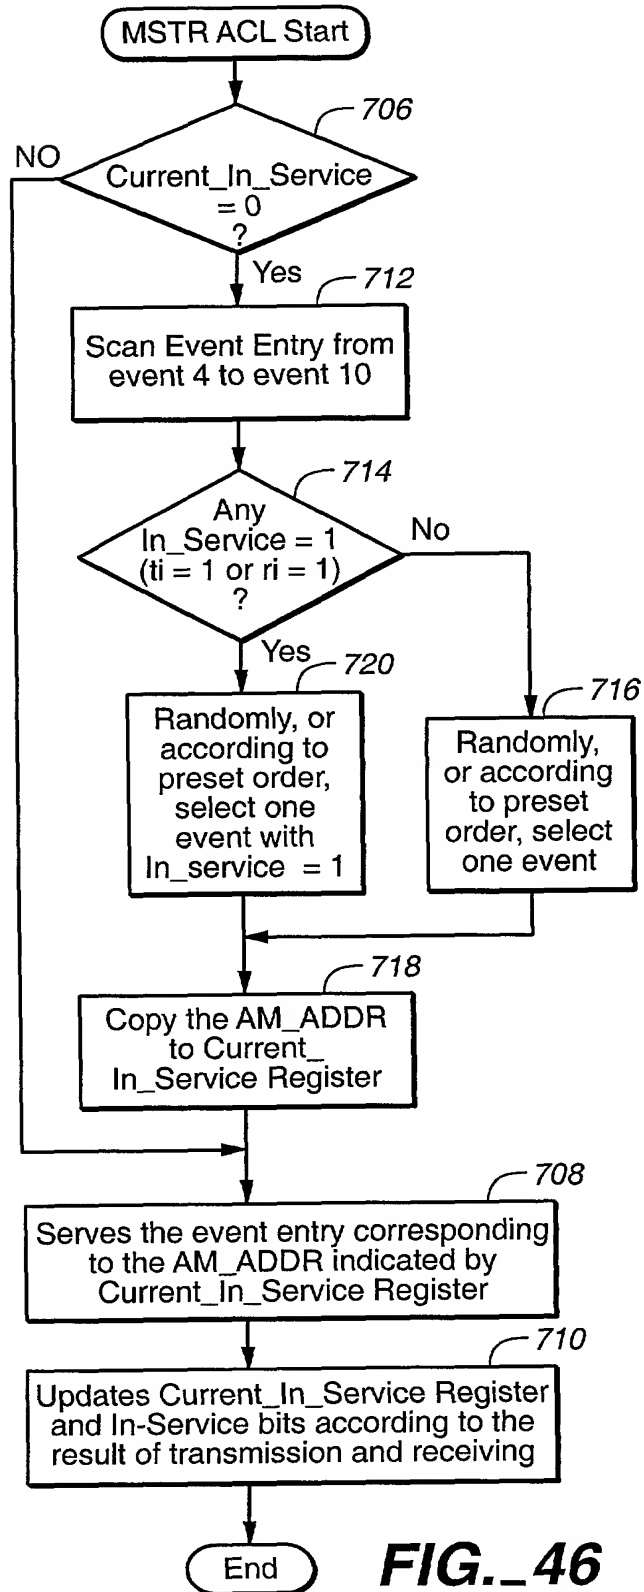 MSTR ACL Start
706
NO
Current_In_Service
= 0
?
Yes
712
Scan Event Entry from
event 4 to event 10
714
Any
In_Service = 1
(ti = 1 or ri = 1)
?
No
Yes
720
716
Randomly, or
according to
preset order,
select one
event with
In_service = 1
Randomly,
or according
to preset
order, select
one event
718
Copy the AM_ADDR
to Current_
In_Service Register
708
Serves the event entry corresponding
to the AM_ADDR indicated by
Current_In_Service Register
710
Updates Current_In_Service Register
and In-Service bits according to the
result of transmission and receiving
End
FIG._46